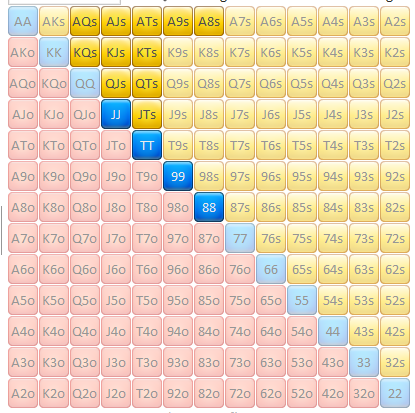 AA AKs AQs AJs ATs A9s A8s A7s A6s A5s A4s A3s A2s
AKo KK KQs KJs KTs K9s K8s K7s K6s K5s K4s K3s K2s
AQo KQo QQ QJs QTs Q9s Q8s Q7s Q6s Q5s Q4s Q3s Q2s
AJo KJo QJo JJ JTs J9s J8s J7s J6s J5s J4s J3s J2s
ATo KTo QTo JTo TT T9s T8s T7s T6s T5s T4s T3s T2s
A9o K9o Q9o J9o T9o 99 98s 97s 96s 95s 94s 93s 92s
A8o K8o Q8o J8o T8o 98o 88 87s 86s 85s 84s 83s 82s
A7o K7o Q7o J7o T7o 97o 87o 77 76s 75s 74s 73s 72s
A6o K6o Q6o J6o T6o 96o 86o 76o 66 65s 64s 63s 62s
A5o K5o Q5o J5o T5o 95o 85o 75o 65o 55 54s 53s 52s
A4o K4o Q4o J4o T4o 94o 84o 74o 64o 54o 44 43s 42s
A3o K3o Q3o J3o T3o 93o 83o 73o 63o 53o 43o 33 32s
A2o K2o Q2o J2o T2o 92o 82o 72o 62o 52o 42o 32o 22